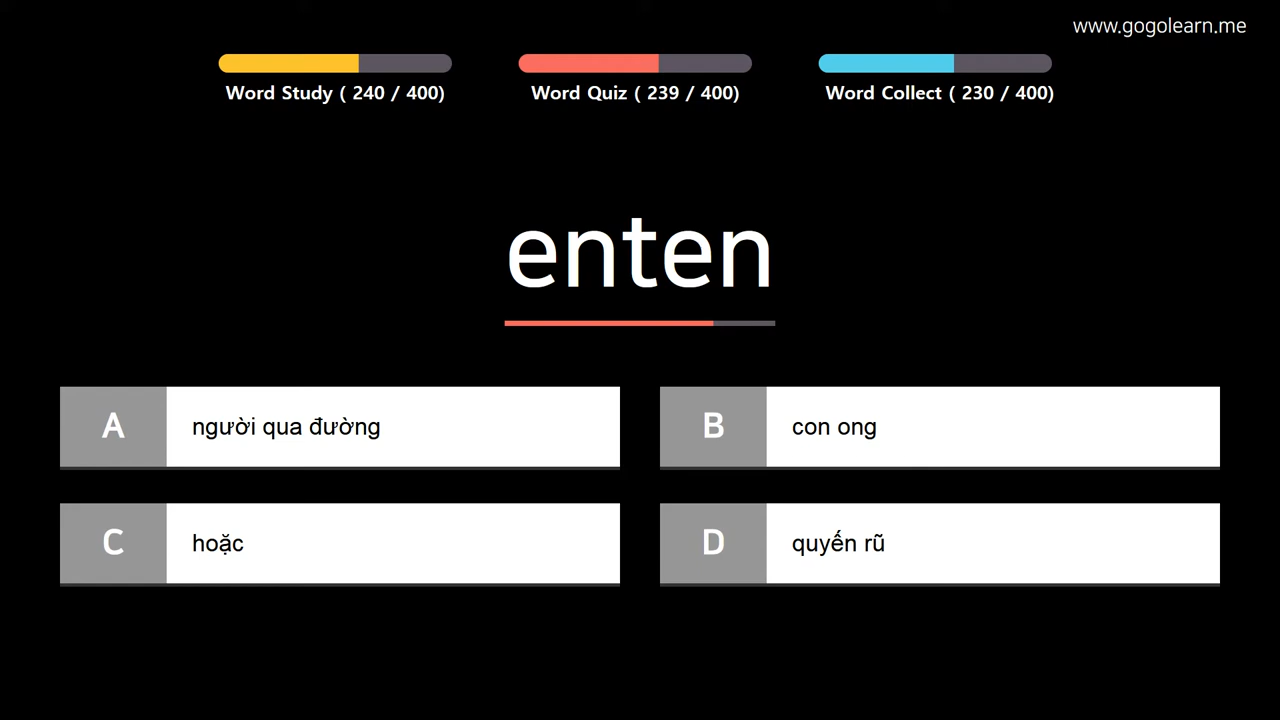 www.gogolearn.me
Word Study ( 240 / 400)
Word Quiz ( 239 / 400)
Word Collect ( 230 / 400)
enten
A
người qua đường
B
con ong
C
hoặc
D
quyến rũ